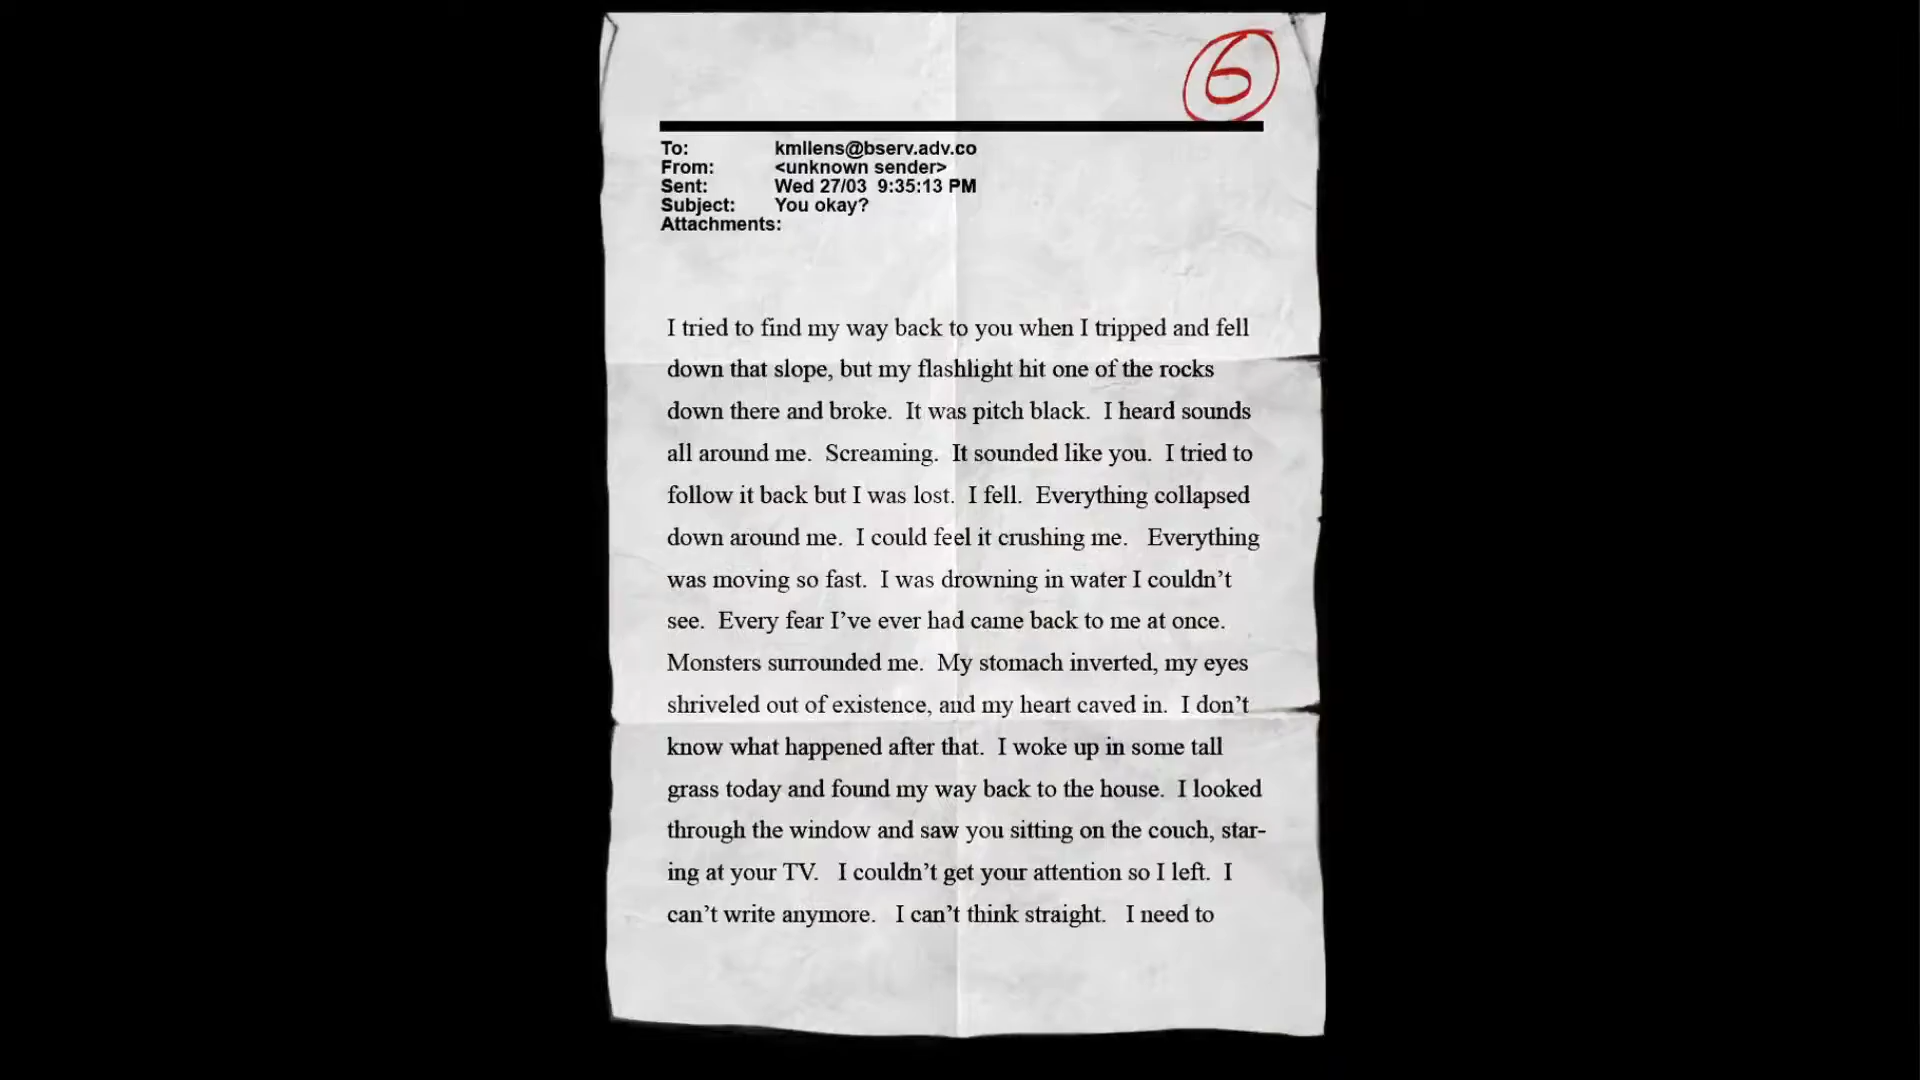 6
To: kmllens@bserv.adv.co
From: <unknown sender>
Sent: Wed 27/03  9:35:13 PM
Subject: You okay?
Attachments:
I tried to find my way back to you when I tripped and fell
down that slope, but my flashlight hit one of the rocks
down there and broke.  It was pitch black.  I heard sounds
all around me.  Screaming.  It sounded like you.  I tried to
follow it back but I was lost.  I fell.  Everything collapsed
down around me.  I could feel it crushing me.   Everything
was moving so fast.  I was drowning in water I couldn’t
see.  Every fear I’ve ever had came back to me at once.
Monsters surrounded me.  My stomach inverted, my eyes
shriveled out of existence, and my heart caved in.  I don’t
know what happened after that.  I woke up in some tall
grass today and found my way back to the house.  I looked
through the window and saw you sitting on the couch, star-
ing at your TV.   I couldn’t get your attention so I left.  I
can’t write anymore.   I can’t think straight.   I need to